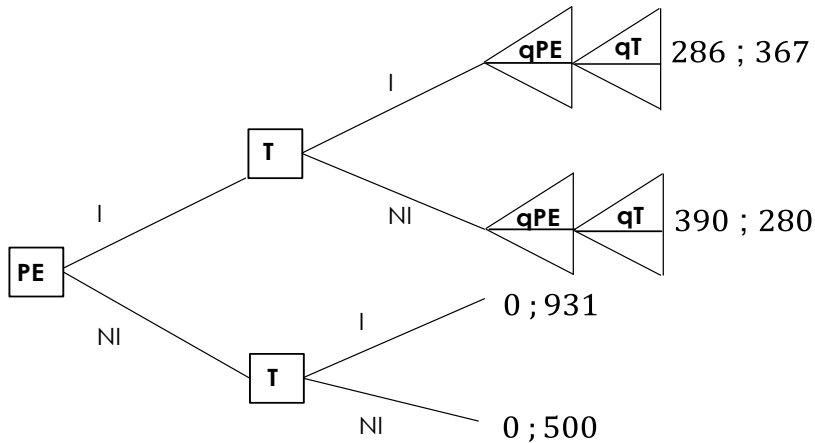 qPE qT 286 ; 367
I
T
I
NI
qPE qT 390 ; 280
PE
0 ; 931
NI
I
T
NI
0 ; 500